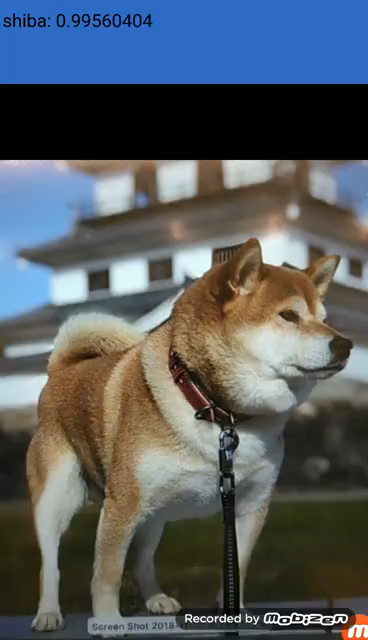 shiba: 0.99560404
Screen Shot 2018-
Recorded by mobizen